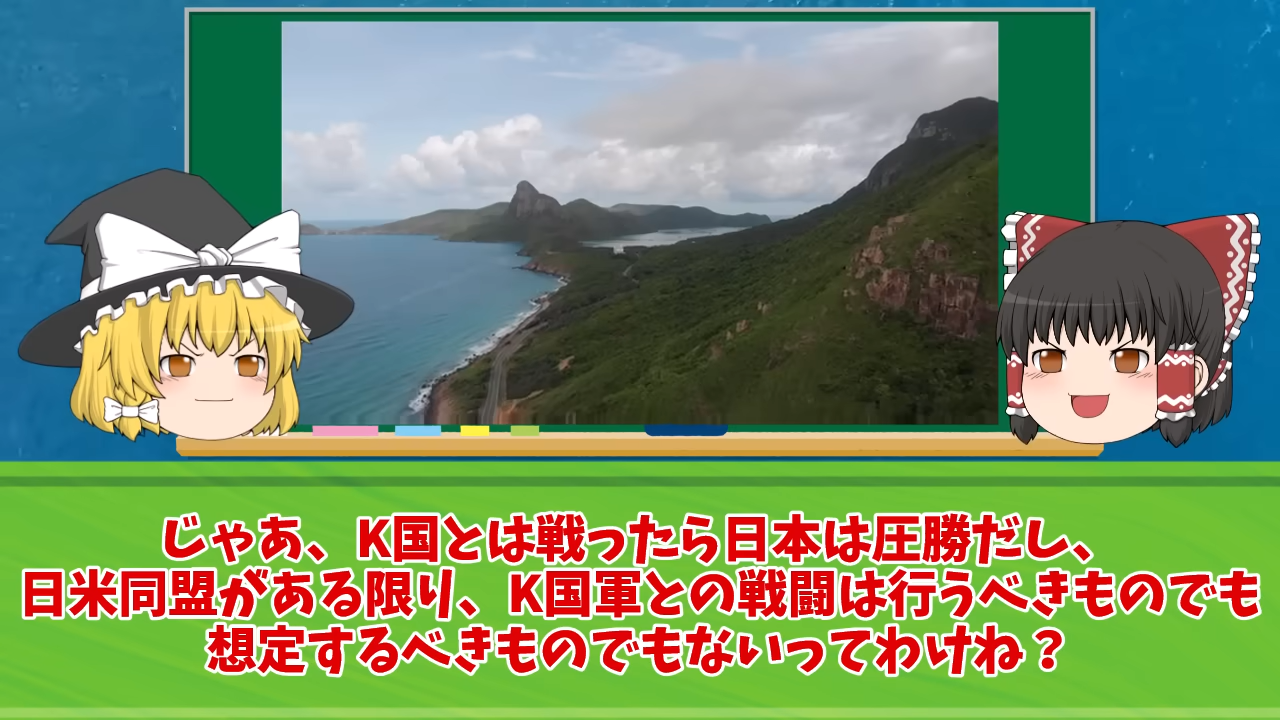 じゃあ、K国とは戦ったら日本は圧勝だし、
日米同盟がある限り、K国軍との戦闘は行うべきものでも
想定するべきものでもないってわけね？